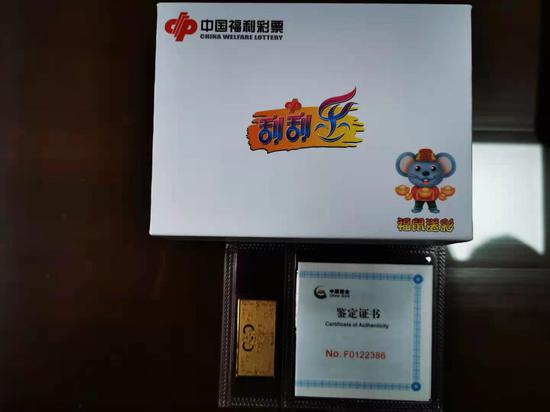 中国福利彩票
CHINA WELFARE LOTTERY
刮刮乐
福鼠送彩
中国黄金
CHINA GOLD
鉴定证书
Certificate of Authenticity
No. F0122386